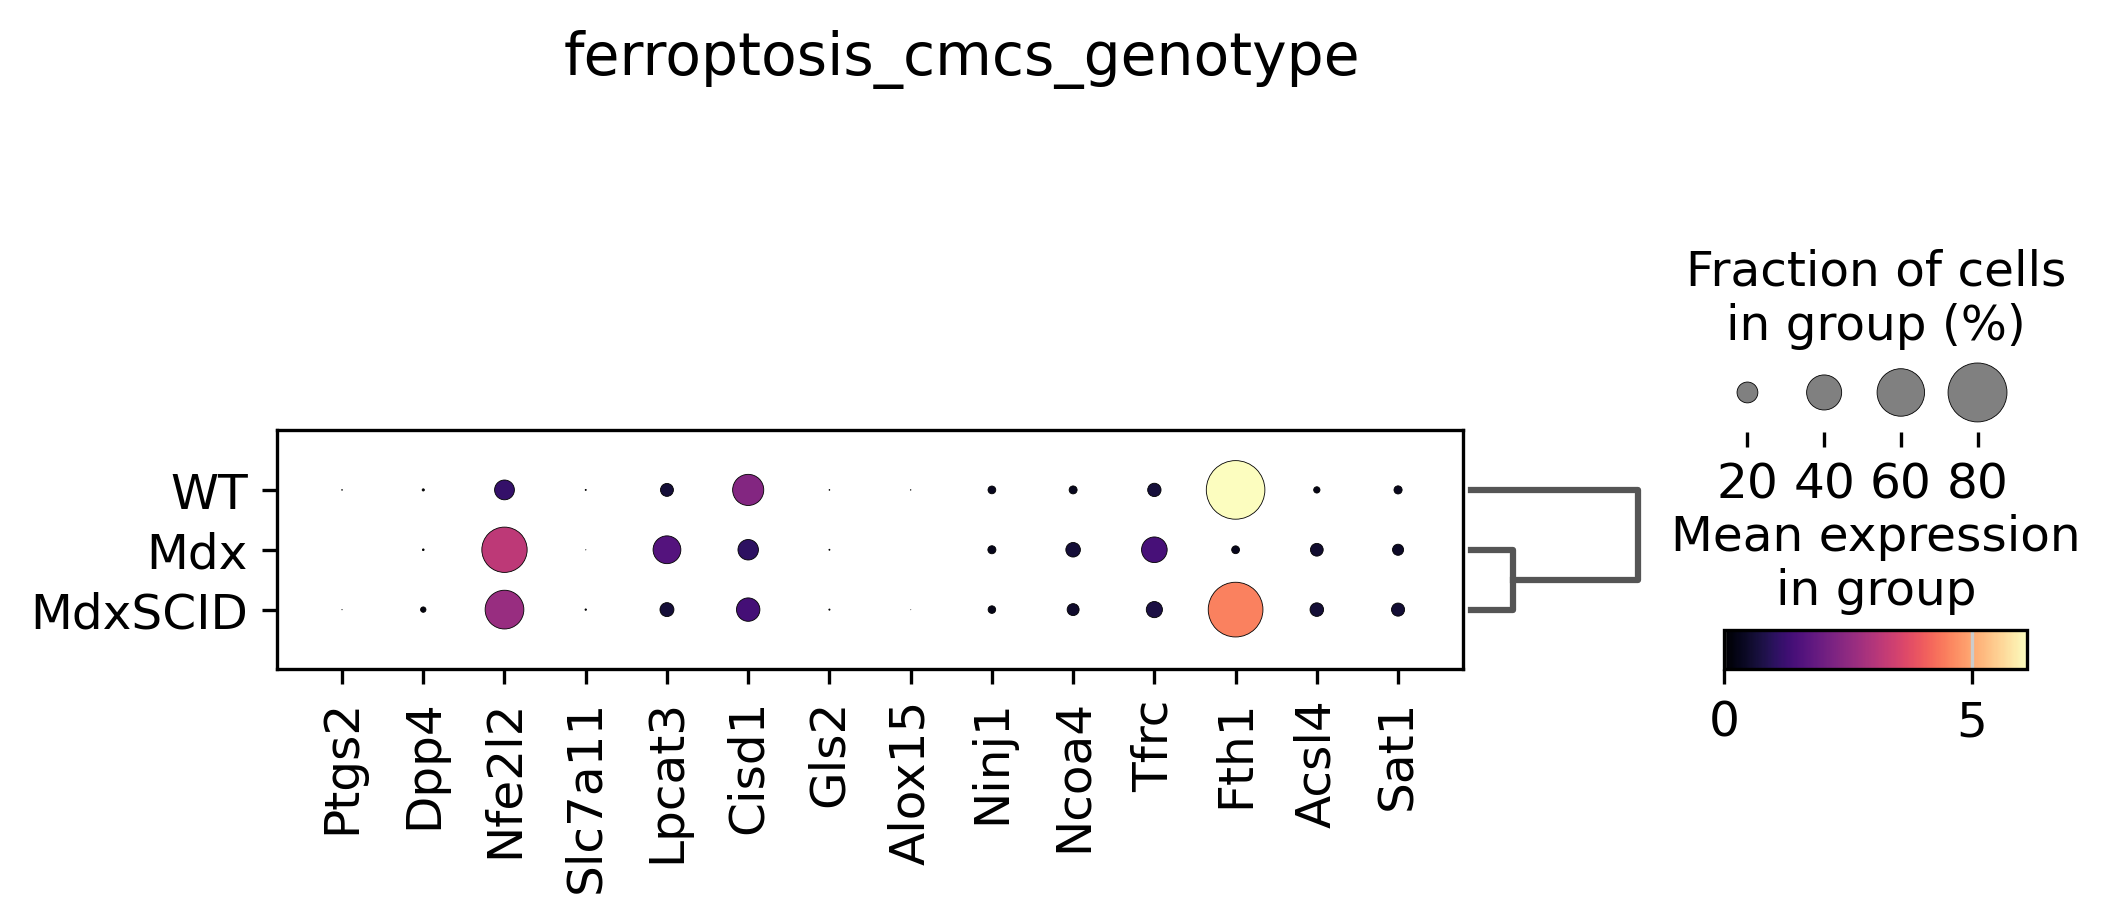 ferroptosis_cmcs_genotype
Fraction of cells
in group (%)
20 40 60 80
Mean expression
in group
0 5
WT
Mdx
MdxSCID
Ptgs2
Dpp4
Nfe2l2
Slc7a11
Lpcat3
Cisd1
Gls2
Alox15
Ninj1
Ncoa4
Tfrc
Fth1
Acsl4
Sat1